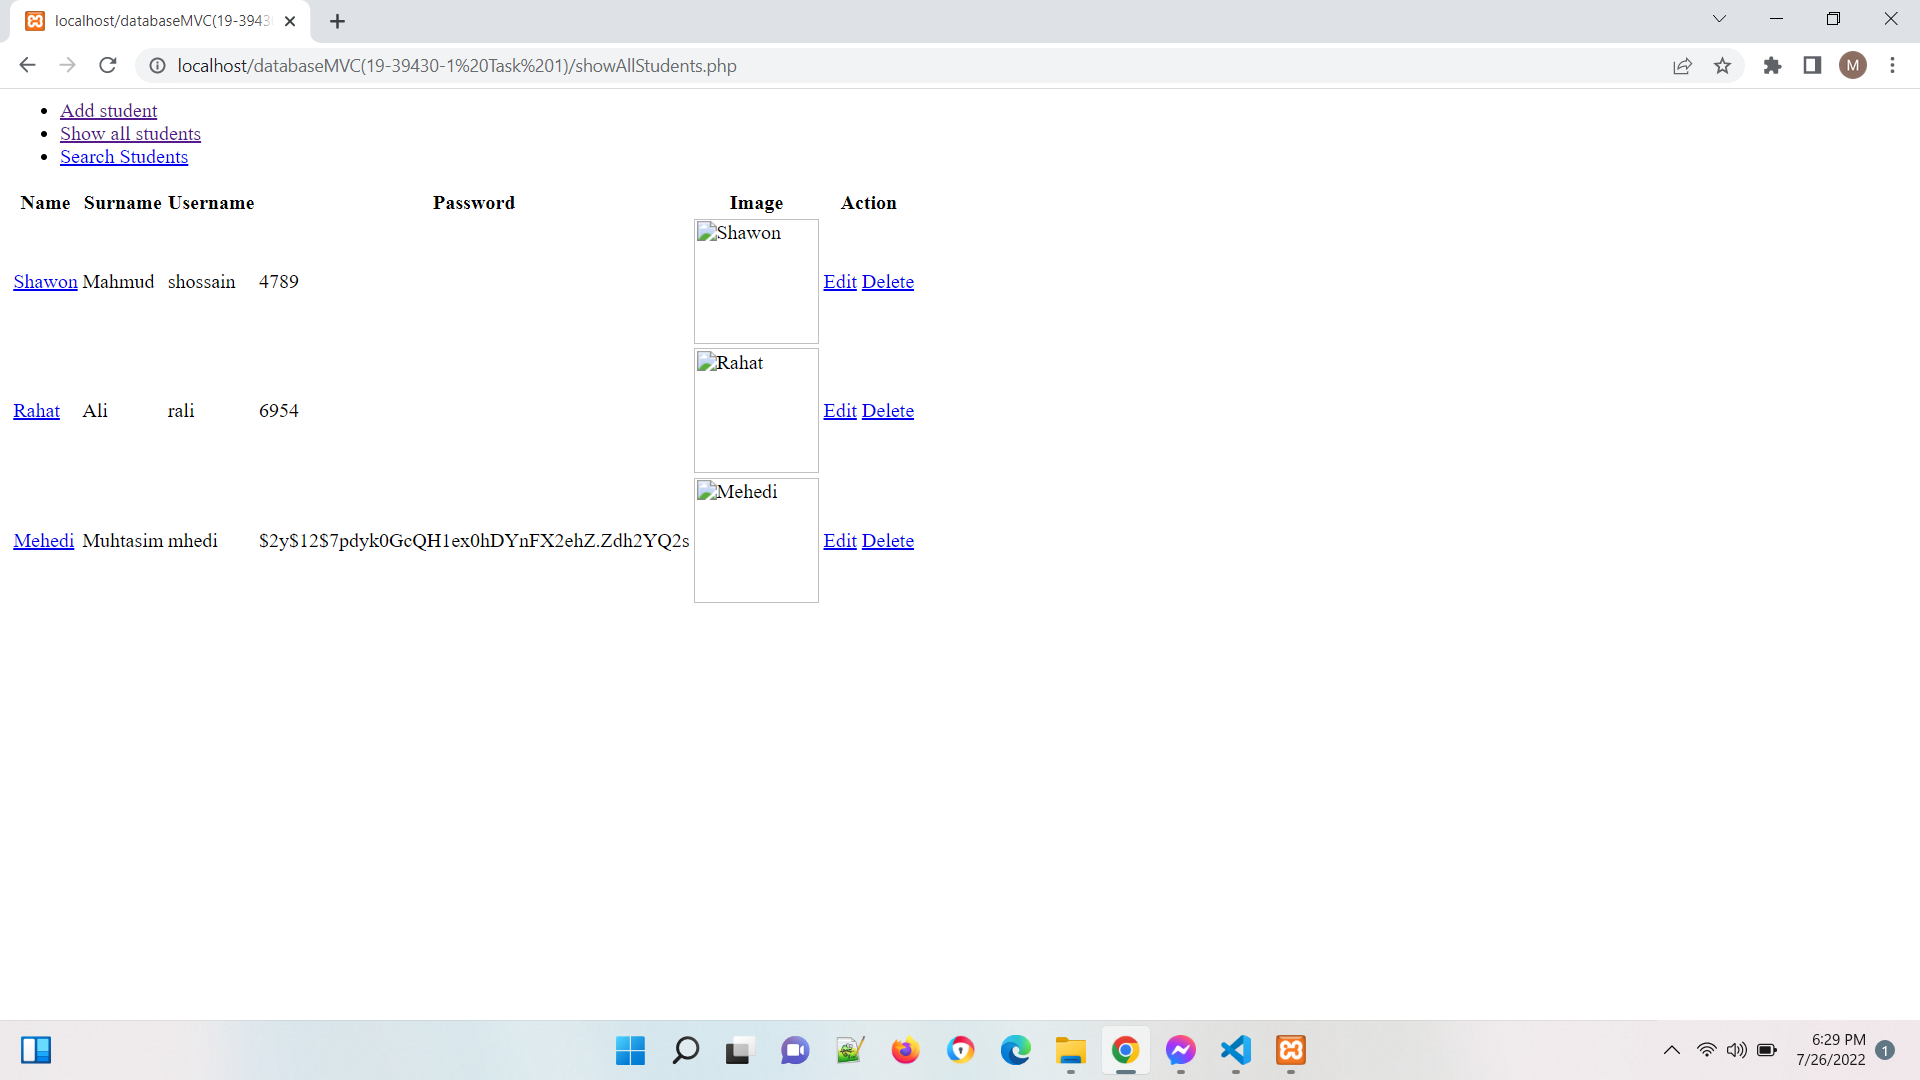 localhost/databaseMVC(19-3943
localhost/databaseMVC(19-39430-1%20Task%201)/showAllStudents.php
M
Add student
Show all students
Search Students
Name Surname Username Password Image Action
Shawon Mahmud shossain 4789 Shawon Edit Delete
Rahat Ali rali 6954 Rahat Edit Delete
Mehedi Muhtasim mhedi $2y$12$7pdyk0GcQH1ex0hDYnFX2ehZ.Zdh2YQ2s Mehedi Edit Delete
6:29 PM
7/26/2022
1